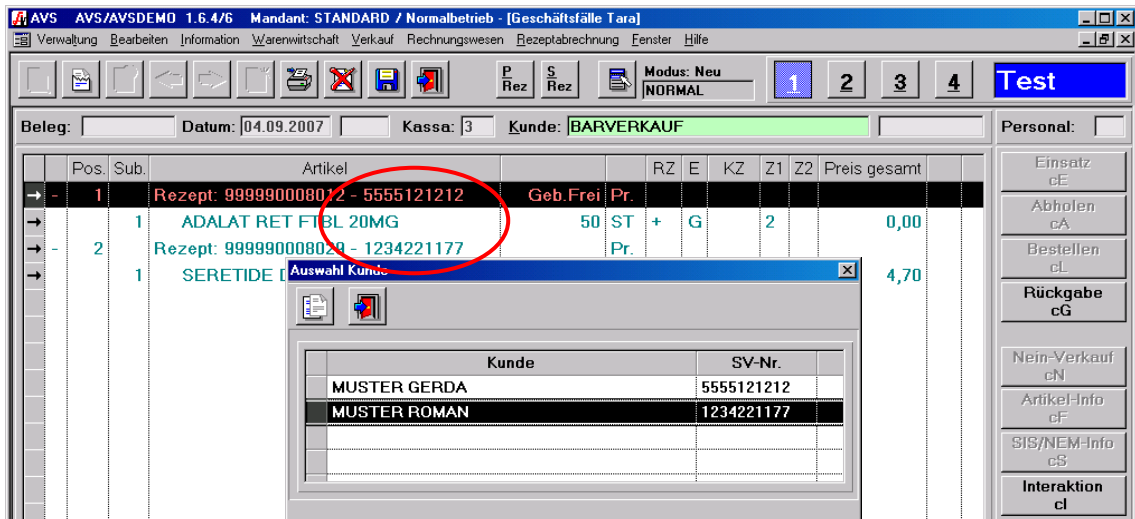 AVS AVS/AVSDEMO 1.6.4/6 Mandant: STANDARD / Normalbetrieb - [Geschäftsfälle Tara]
Verwaltung Bearbeiten Information Warenwirtschaft Verkauf Rechnungswesen Rezeptabrechnung Fenster Hilfe
P Rez S Rez Modus: Neu NORMAL 1 2 3 4 Test
Beleg: Datum: 04.09.2007 Kassa: 3 Kunde: BARVERKAUF Personal:
Pos. Sub. Artikel RZ E KZ Z1 Z2 Preis gesamt
- 1 Rezept: 999990008012 - 5555121212 Geb.Frei Pr.
1 ADALAT RET FTBL 20MG 50 ST + G 2 0,00
- 2 Rezept: 999990008029 - 1234221177 Pr.
1 SERETIDE 4,70
Auswahl Kunde
Kunde SV-Nr.
MUSTER GERDA 5555121212
MUSTER ROMAN 1234221177
Einsatz
cE
Abholen
cA
Bestellen
cL
Rückgabe
cG
Nein-Verkauf
cN
Artikel-Info
cF
SIS/NEM-Info
cS
Interaktion
cI